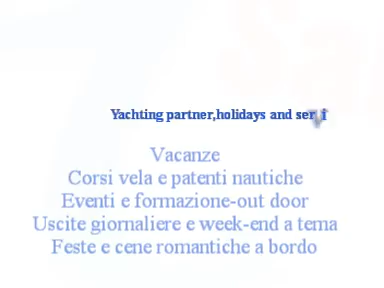 Yachting partner,holidays and servi
Vacanze
Corsi vela e patenti nautiche
Eventi e formazione-out door
Uscite giornaliere e week-end a tema
Feste e cene romantiche a bordo